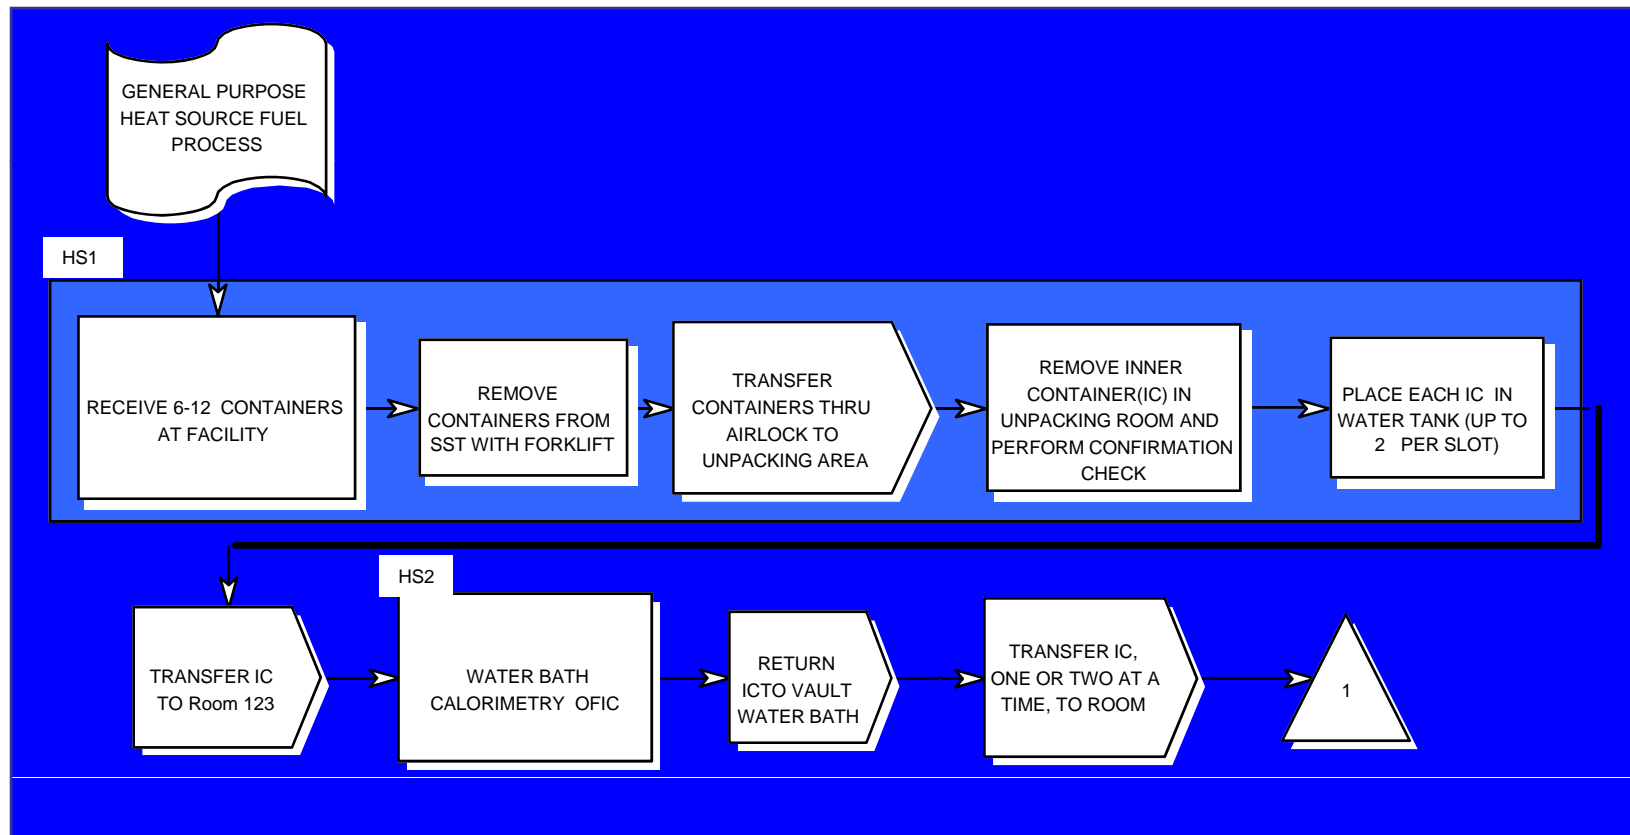 GENERAL PURPOSE
HEAT SOURCE FUEL
PROCESS
HS1
RECEIVE 6-12 CONTAINERS
AT FACILITY
REMOVE
CONTAINERS FROM
SST WITH FORKLIFT
TRANSFER
CONTAINERS THRU
AIRLOCK TO
UNPACKING AREA
REMOVE INNER
CONTAINER(IC) IN
UNPACKING ROOM AND
PERFORM CONFIRMATION
CHECK
PLACE EACH IC IN
WATER TANK (UP TO
2 PER SLOT)
TRANSFER IC
TO Room 123
HS2
WATER BATH
CALORIMETRY OFIC
RETURN
ICTO VAULT
WATER BATH
TRANSFER IC,
ONE OR TWO AT A
TIME, TO ROOM
1